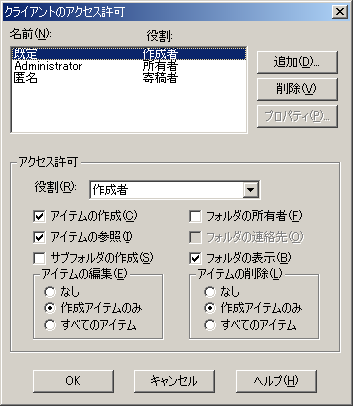 クライアントのアクセス許可
名前(N): 役割:
既定 作成者
Administrator 所有者
匿名 寄稿者
追加(D)...
削除(V)
プロパティ(P)...
アクセス許可
役割(R): 作成者
アイテムの作成(C) フォルダの所有者(F)
アイテムの参照(I) フォルダの連絡先(O)
サブフォルダの作成(S) フォルダの表示(B)
アイテムの編集(E) アイテムの削除(L)
なし なし
作成アイテムのみ 作成アイテムのみ
すべてのアイテム すべてのアイテム
OK キャンセル ヘルプ(H)